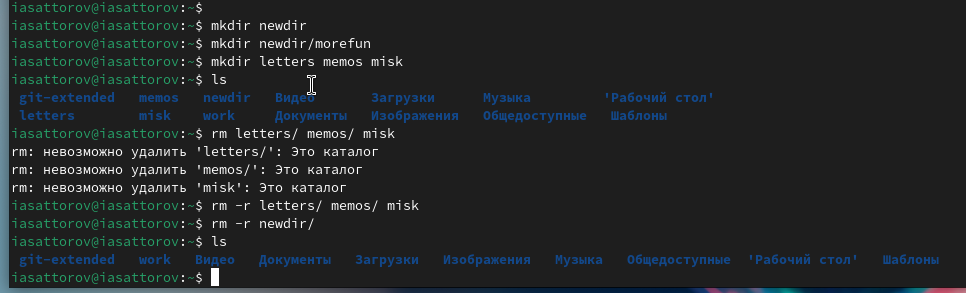 iasattorov@iasattorov:~$
iasattorov@iasattorov:~$ mkdir newdir
iasattorov@iasattorov:~$ mkdir newdir/morefun
iasattorov@iasattorov:~$ mkdir letters memos misk
iasattorov@iasattorov:~$ ls
git-extended memos newdir Видео Загрузки Музыка 'Рабочий стол'
letters misk work Документы Изображения Общедоступные Шаблоны
iasattorov@iasattorov:~$ rm letters/ memos/ misk
rm: невозможно удалить 'letters/': Это каталог
rm: невозможно удалить 'memos/': Это каталог
rm: невозможно удалить 'misk': Это каталог
iasattorov@iasattorov:~$ rm -r letters/ memos/ misk
iasattorov@iasattorov:~$ rm -r newdir/
iasattorov@iasattorov:~$ ls
git-extended work Видео Документы Загрузки Изображения Музыка Общедоступные 'Рабочий стол' Шаблоны
iasattorov@iasattorov:~$